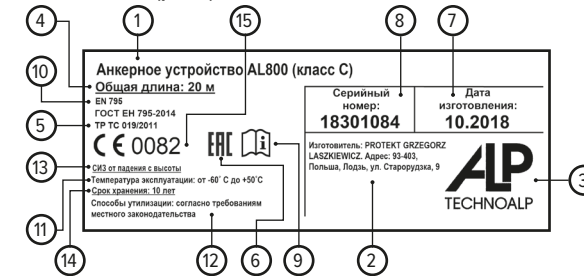 4
1
15
8
7
Анкерное устройство AL800 (класс С)
10
Общая длина: 20 м
EN 795
ГОСТ ЕН 795-2014
5
ТР ТС 019/2011
CE 0082
EAC
i
13
СИЗ от падения с высоты
Температура эксплуатации: от -60˚ С до +50˚С
Срок хранения: 10 лет
11
Способы утилизации: согласно требованиям
местного законодательства
14
12
6
9
2
Серийный
номер:
18301084
Дата
изготовления:
10.2018
Изготовитель: PROTEKT GRZEGORZ
LASZKIEWICZ. Адрес: 93-403,
Польша, Лодзь, ул. Старорудзка, 9
ALP
TECHNOALP
3